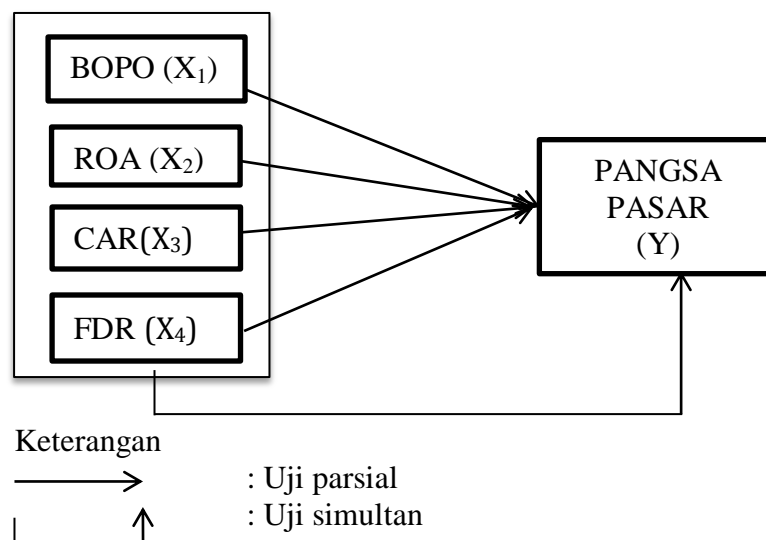 BOPO (X₁)
ROA (X₂)
CAR(X₃)
FDR (X₄)
PANGSA
PASAR
(Y)
Keterangan
: Uji parsial
: Uji simultan